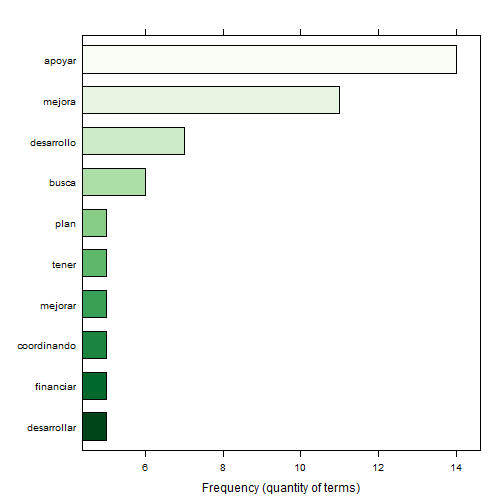 apoyar
mejora
desarrollo
busca
plan
tener
mejorar
coordinando
financiar
desarrollar
6 8 10 12 14
Frequency (quantity of terms)